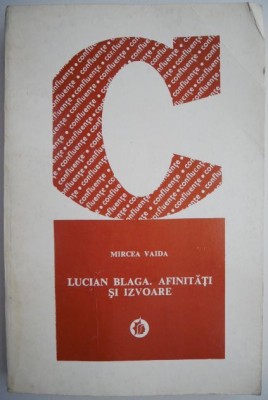 confluențe
MIRCEA VAIDA
LUCIAN BLAGA. AFINITĂȚI
ȘI IZVOARE